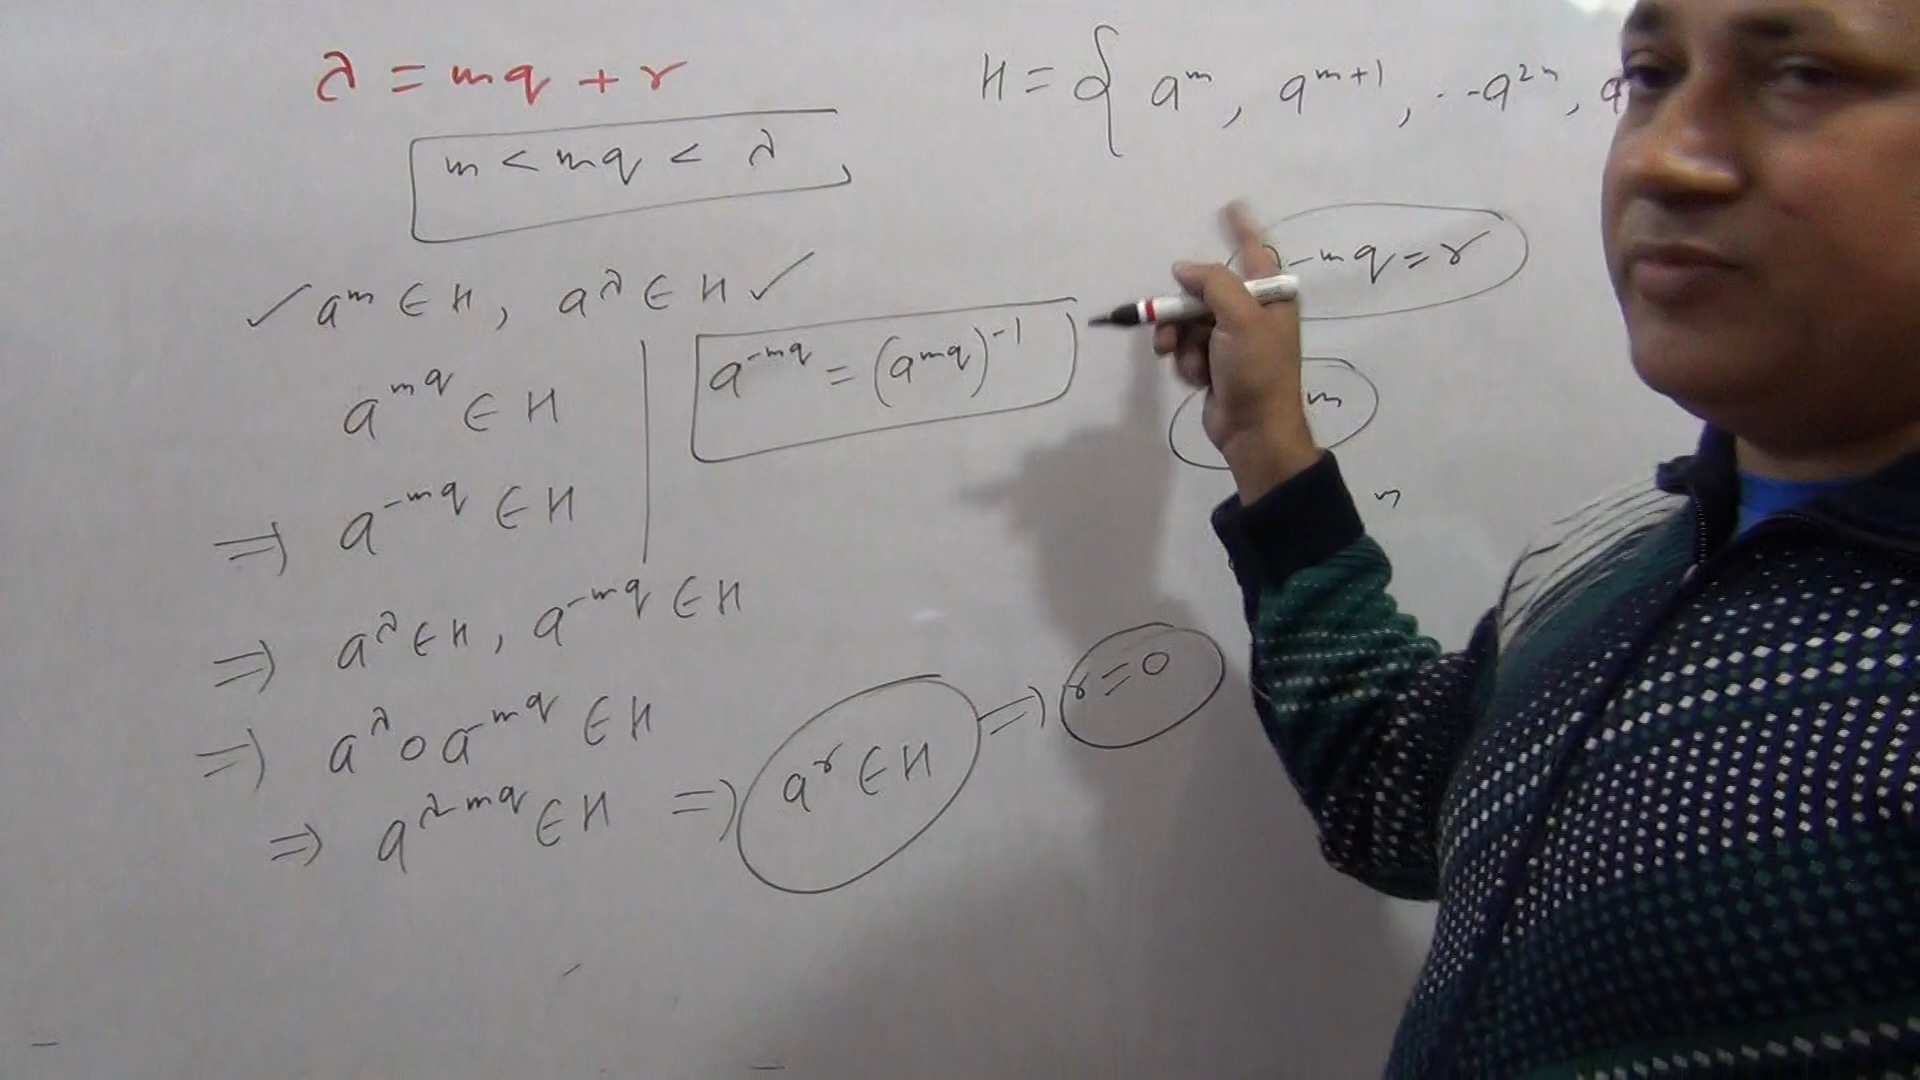 λ = mq + r
m < mq < λ
H = { a^m, a^{m+1}, ..a^{2m}, a
-mq = r
✓ a^m ∈ H, a^λ ∈ H ✓
a^{mq} ∈ H
a^{-mq} = (a^{mq})^{-1}
m
⇒ a^{-mq} ∈ H
m
⇒ a^λ ∈ H, a^{-mq} ∈ H
⇒ a^λ o a^{-mq} ∈ H
⇒ a^{λ-mq} ∈ H ⇒ a^r ∈ H ⇒ r = 0